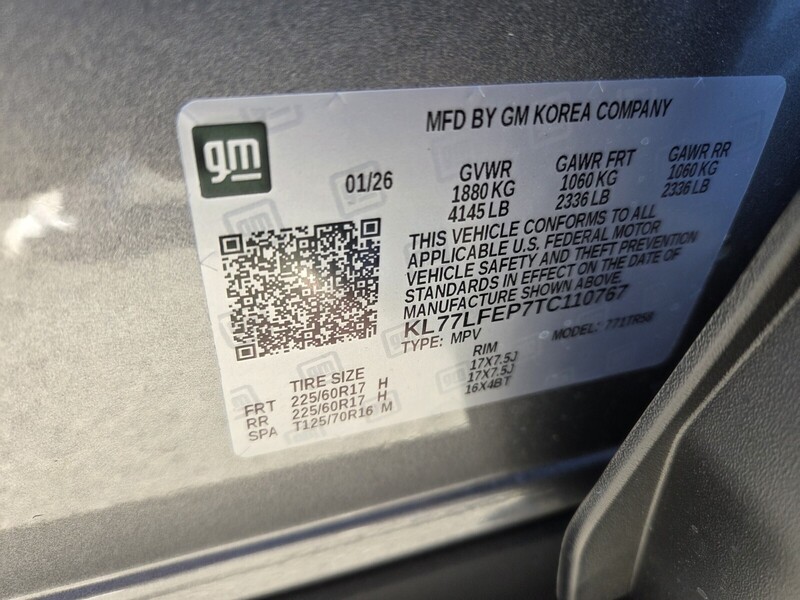 MFD BY GM KOREA COMPANY
gm
01/26
GVWR
1880 KG
4145 LB
GAWR FRT
1060 KG
2336 LB
GAWR RR
1060 KG
2336 LB
THIS VEHICLE CONFORMS TO ALL
APPLICABLE U.S. FEDERAL MOTOR
VEHICLE SAFETY AND THEFT PREVENTION
STANDARDS IN EFFECT ON THE DATE OF
MANUFACTURE SHOWN ABOVE.
KL77LFEP7TC110767
TYPE: MPV
MODEL: 771TR58
TIRE SIZE
RIM
FRT 225/60R17 H 17X7.5J
RR 225/60R17 H 17X7.5J
SPA T125/70R16 M 16X4BT